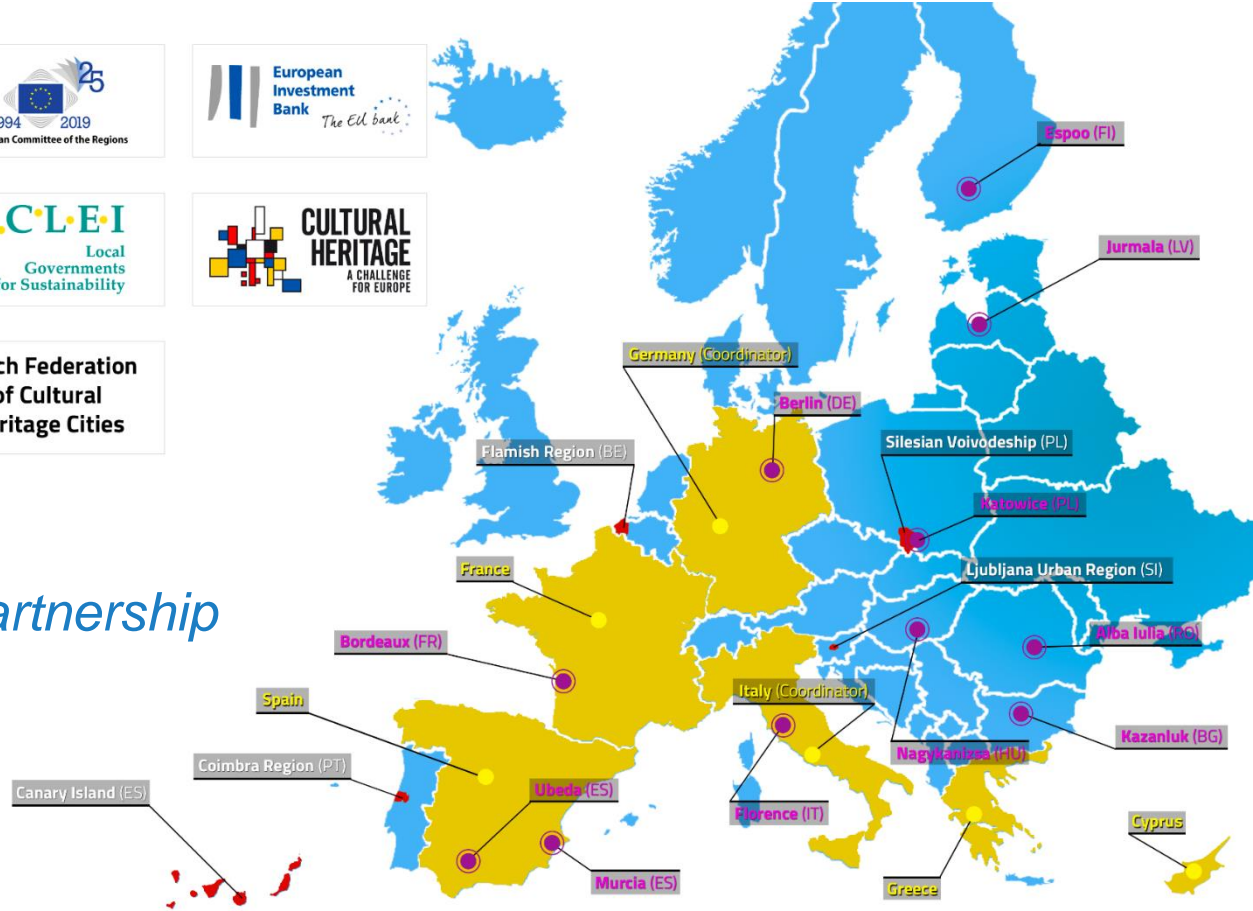 25
994 2019
an Committee of the Regions
European
Investment
Bank
The EU bank
C·L·E·I
Local
Governments
for Sustainability
CULTURAL
HERITAGE
A CHALLENGE
FOR EUROPE
ch Federation
of Cultural
ritage Cities
artnership
Espoo (FI)
Jurmala (LV)
Germany (Coordinator)
Berlin (DE)
Silesian Voivodeship (PL)
Flamish Region (BE)
Katowice (PL)
France
Ljubljana Urban Region (SI)
Bordeaux (FR)
Alba Iulia (RO)
Spain
Italy (Coordinator)
Kazanluk (BG)
Nagykanizsa (HU)
Coimbra Region (PT)
Canary Island (ES)
Ubeda (ES)
Florence (IT)
Cyprus
Murcia (ES)
Greece